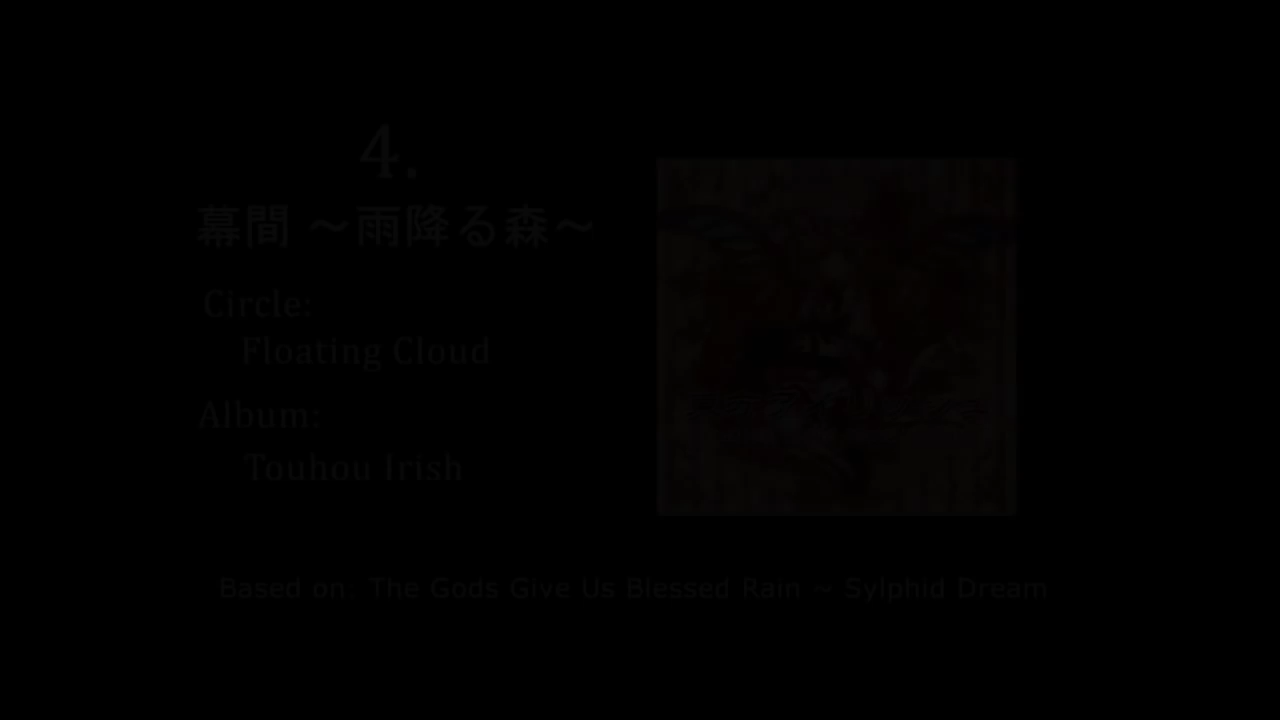 4.
幕間 ～雨降る森～
Circle:
Floating Cloud
Album:
Touhou Irish
Based on: The Gods Give Us Blessed Rain ~ Sylphid Dream